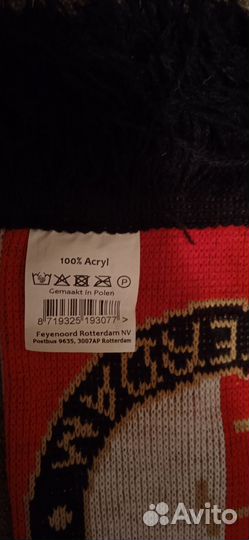 100% Acryl
P
Gemaakt in Polen
8 719325 193077 >
Feyenoord Rotterdam NV
Postbus 9635, 3007AP Rotterdam
Avito